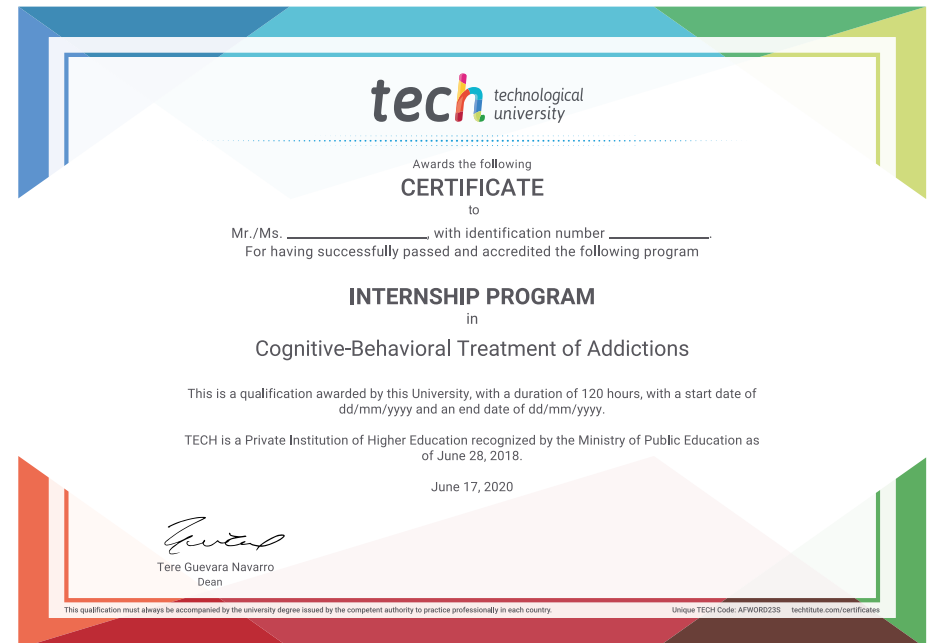 tech technological
university
Awards the following
CERTIFICATE
to
Mr./Ms. ____________________, with identification number ______________.
For having successfully passed and accredited the following program
INTERNSHIP PROGRAM
in
Cognitive-Behavioral Treatment of Addictions
This is a qualification awarded by this University, with a duration of 120 hours, with a start date of
dd/mm/yyyy and an end date of dd/mm/yyyy.
TECH is a Private Institution of Higher Education recognized by the Ministry of Public Education as
of June 28, 2018.
June 17, 2020
Tere Guevara Navarro
Dean
This qualification must always be accompanied by the university degree issued by the competent authority to practice professionally in each country.
Unique TECH Code: AFWORD23S techtitute.com/certificates